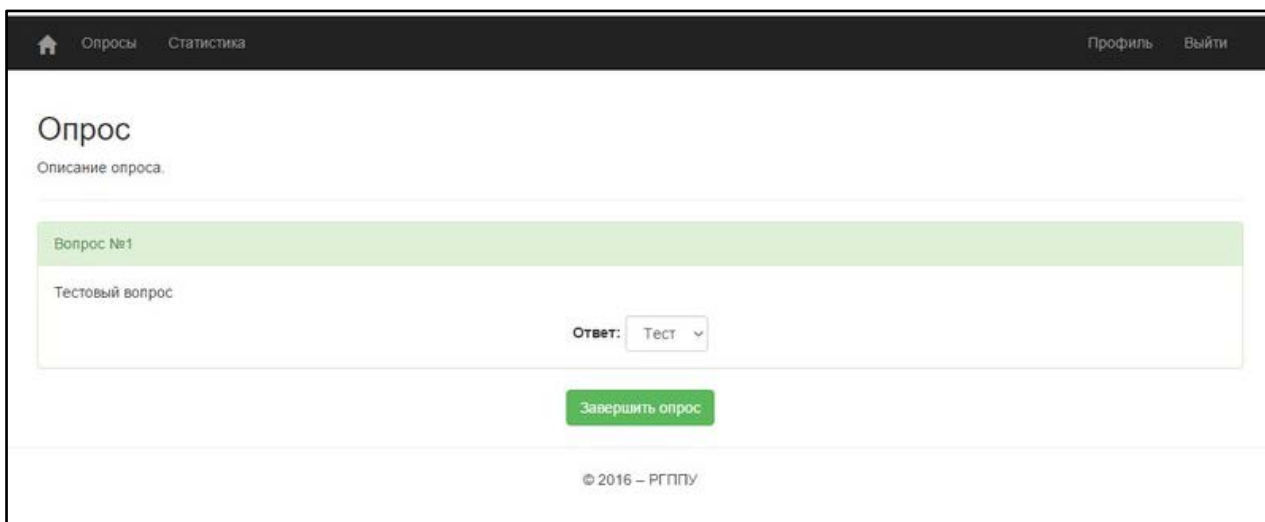 Опросы Статистика Профиль Выйти
Опрос
Описание опроса.
Вопрос №1
Тестовый вопрос
Ответ: Тест
Завершить опрос
© 2016 – РГППУ